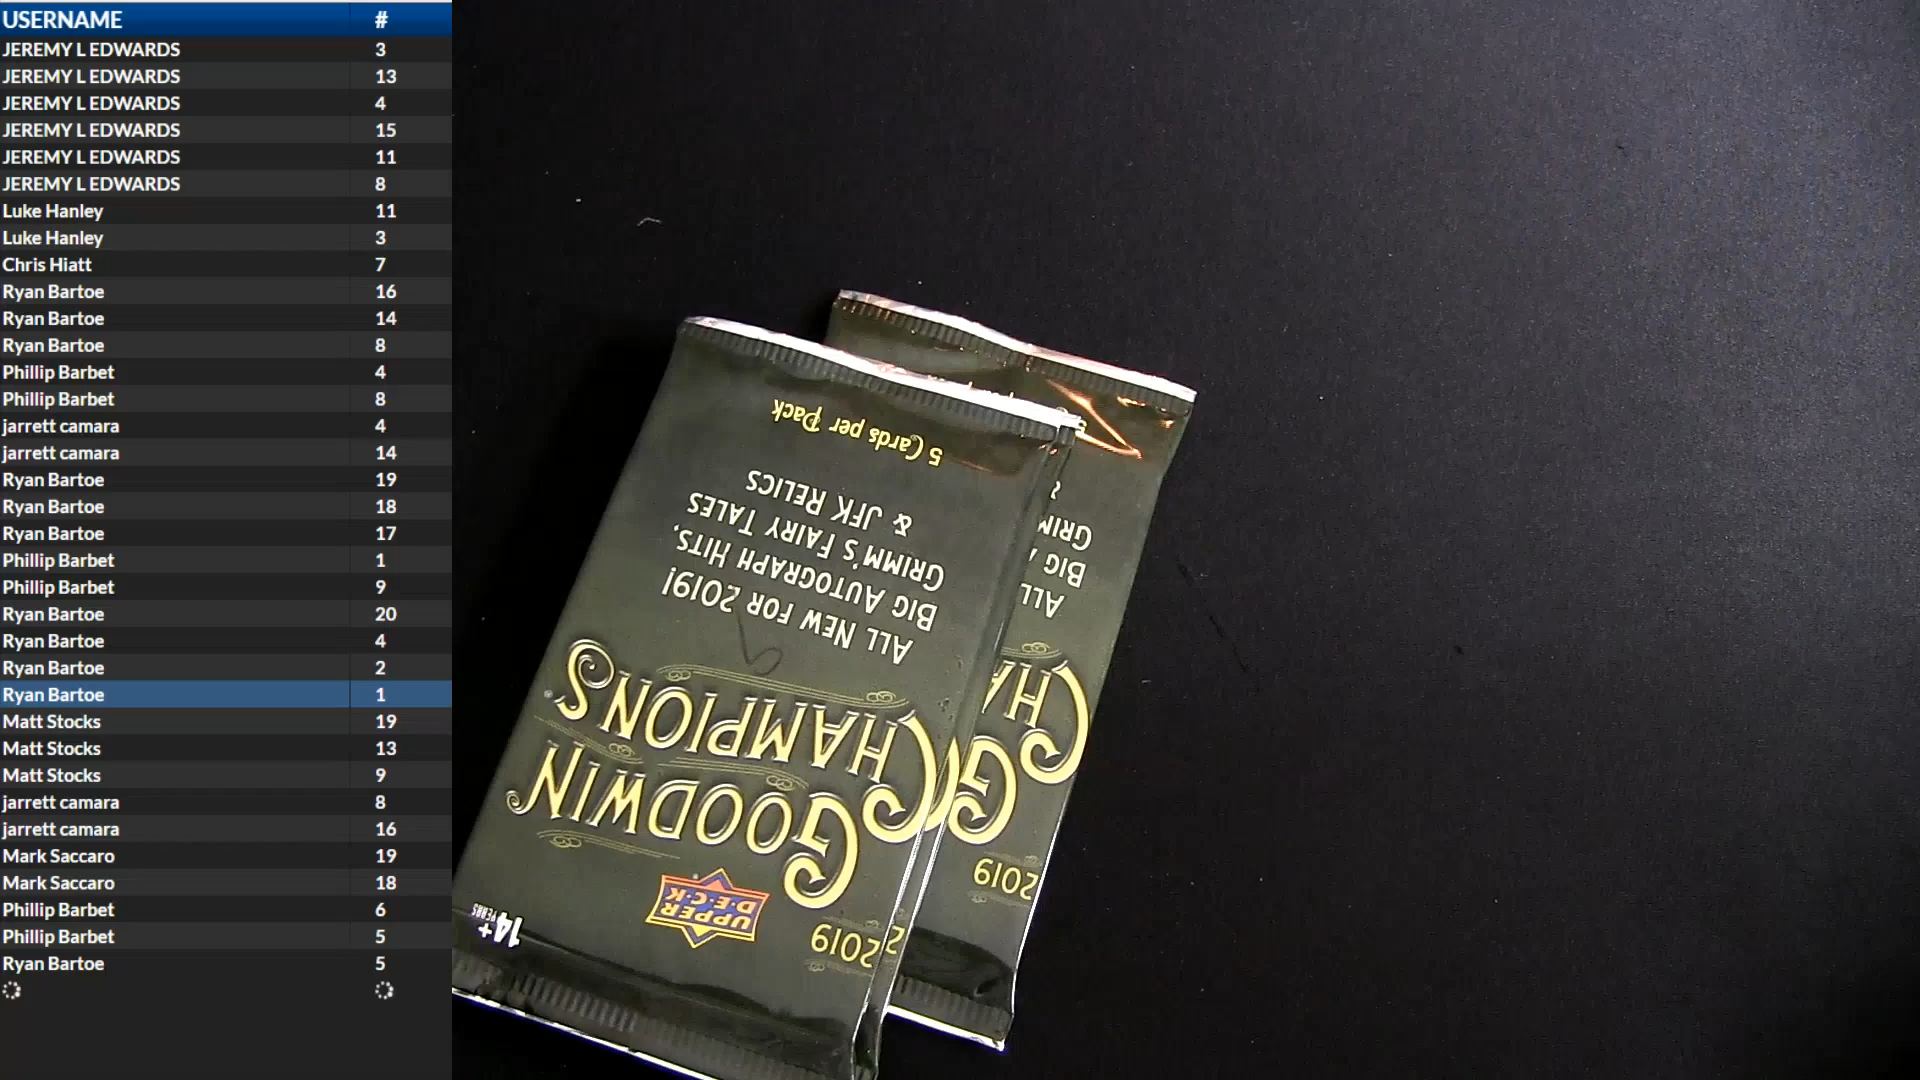 USERNAME #
JEREMY L EDWARDS 3
JEREMY L EDWARDS 13
JEREMY L EDWARDS 4
JEREMY L EDWARDS 15
JEREMY L EDWARDS 11
JEREMY L EDWARDS 8
Luke Hanley 11
Luke Hanley 3
Chris Hiatt 7
Ryan Bartoe 16
Ryan Bartoe 14
Ryan Bartoe 8
Phillip Barbet 4
Phillip Barbet 8
jarrett camara 4
jarrett camara 14
Ryan Bartoe 19
Ryan Bartoe 18
Ryan Bartoe 17
Phillip Barbet 1
Phillip Barbet 9
Ryan Bartoe 20
Ryan Bartoe 4
Ryan Bartoe 2
Ryan Bartoe 1
Matt Stocks 19
Matt Stocks 13
Matt Stocks 9
jarrett camara 8
jarrett camara 16
Mark Saccaro 19
Mark Saccaro 18
Phillip Barbet 6
Phillip Barbet 5
Ryan Bartoe 5
2019
UPPER DECK
14+
YEARS
GOODWIN
CHAMPIONS
ALL NEW FOR 2019!
BIG AUTOGRAPH HITS,
GRIMM'S FAIRY TALES
& JFK RELICS
5 Cards per Pack
2019
G
CHA
ALL
BIG
GRIM
&
5